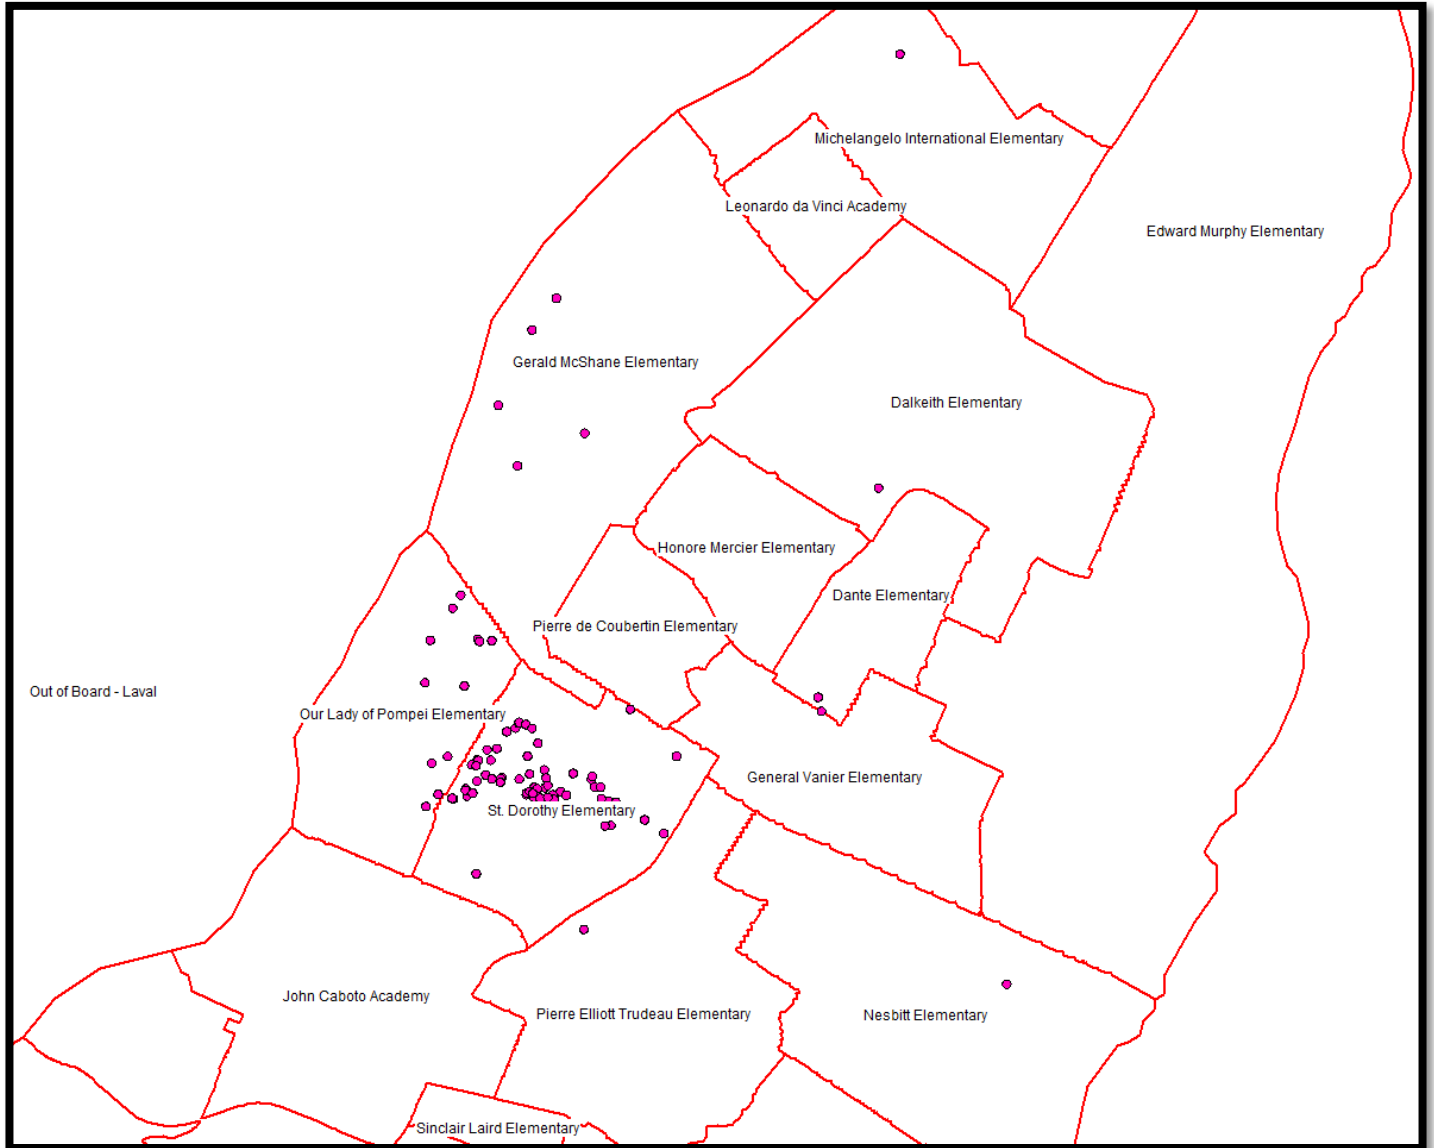 Michelangelo International Elementary
Leonardo da Vinci Academy
Edward Murphy Elementary
Gerald McShane Elementary
Dalkeith Elementary
Honore Mercier Elementary
Dante Elementary
Pierre de Coubertin Elementary
Out of Board - Laval
Our Lady of Pompei Elementary
General Vanier Elementary
St. Dorothy Elementary
John Caboto Academy
Pierre Elliott Trudeau Elementary
Nesbitt Elementary
Sinclair Laird Elementary